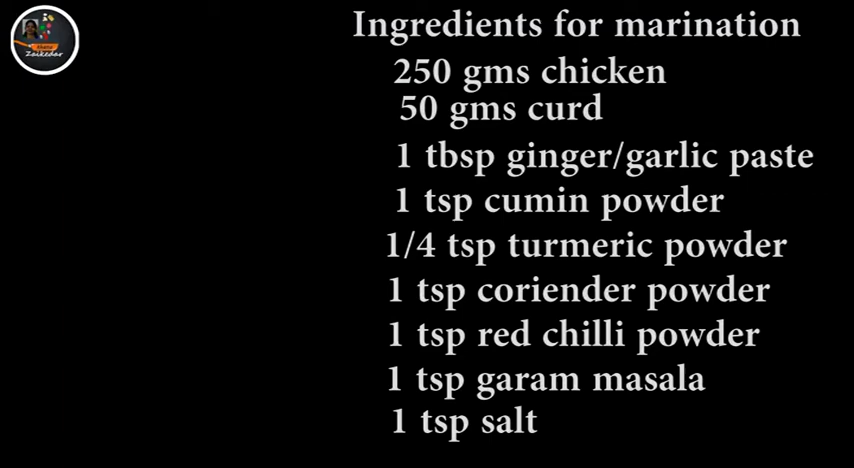 Zaikedar
Ingredients for marination
250 gms chicken
50 gms curd
1 tbsp ginger/garlic paste
1 tsp cumin powder
1/4 tsp turmeric powder
1 tsp coriender powder
1 tsp red chilli powder
1 tsp garam masala
1 tsp salt